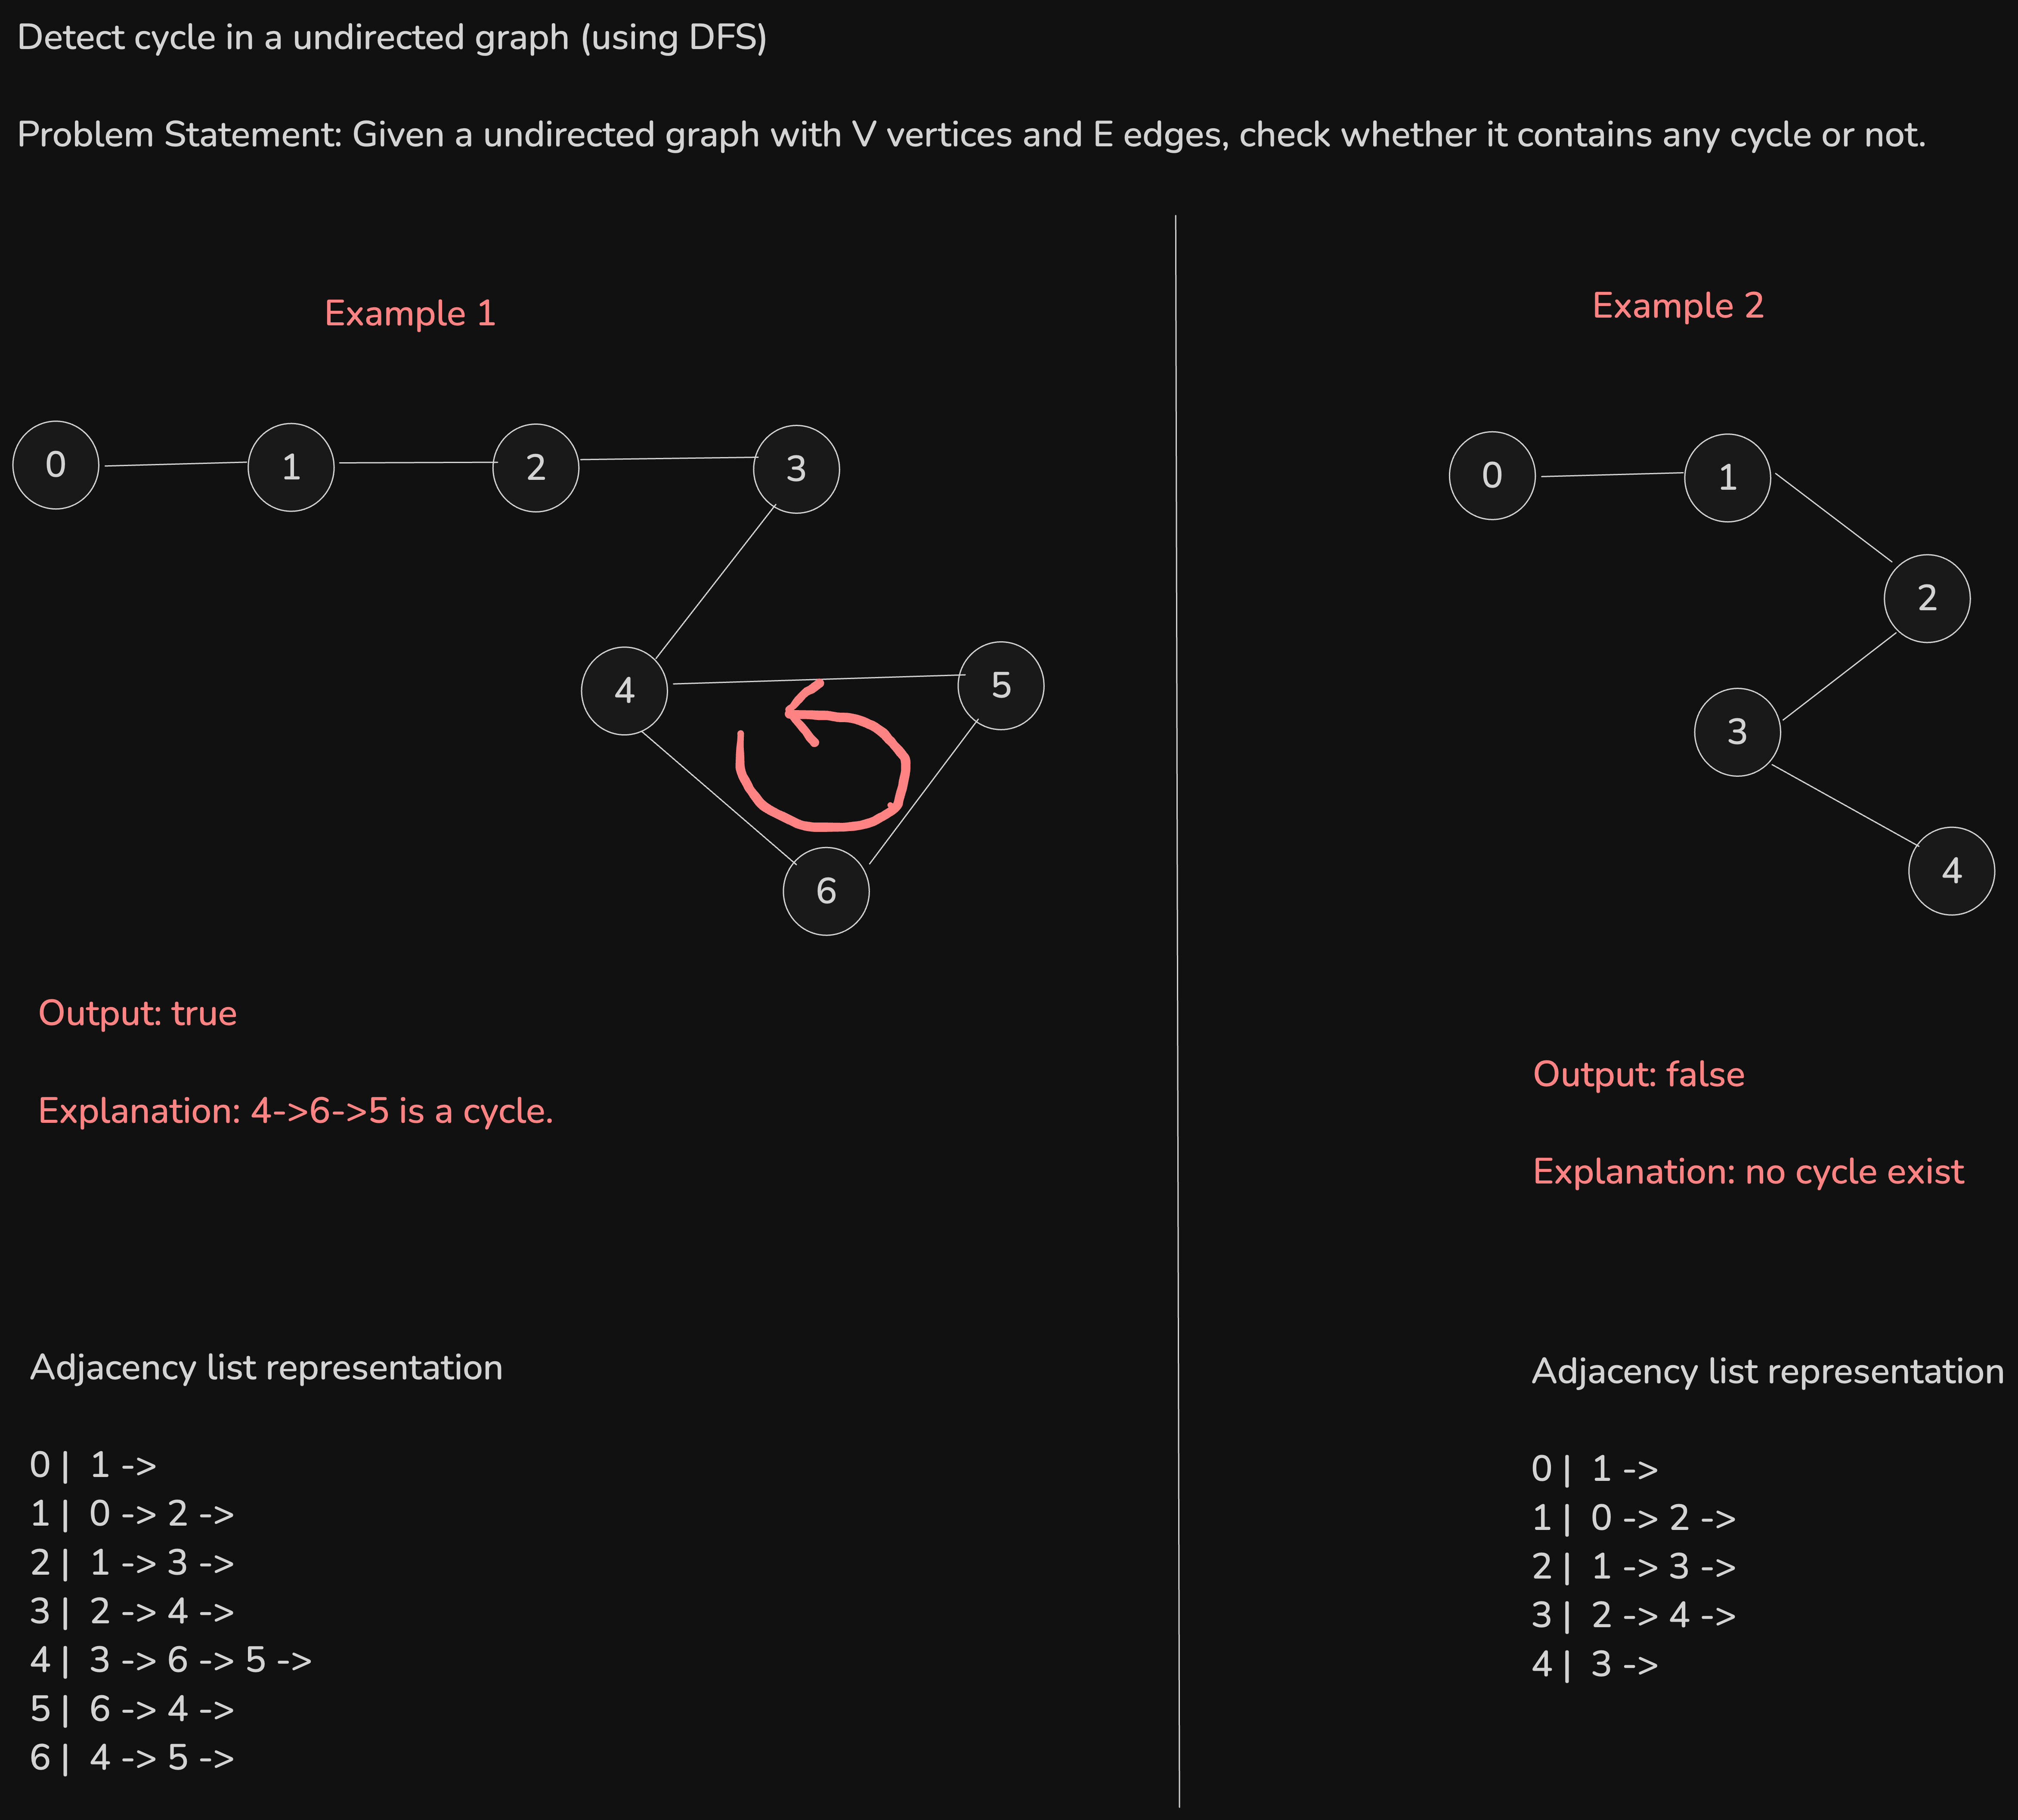 Detect cycle in a undirected graph (using DFS)
Problem Statement: Given a undirected graph with V vertices and E edges, check whether it contains any cycle or not.
Example 1
0
1
2
3
4
5
6
Output: true
Explanation: 4->6->5 is a cycle.
Adjacency list representation
0 | 1 ->
1 | 0 -> 2 ->
2 | 1 -> 3 ->
3 | 2 -> 4 ->
4 | 3 -> 6 -> 5 ->
5 | 6 -> 4 ->
6 | 4 -> 5 ->
Example 2
0
1
2
3
4
Output: false
Explanation: no cycle exist
Adjacency list representation
0 | 1 ->
1 | 0 -> 2 ->
2 | 1 -> 3 ->
3 | 2 -> 4 ->
4 | 3 ->